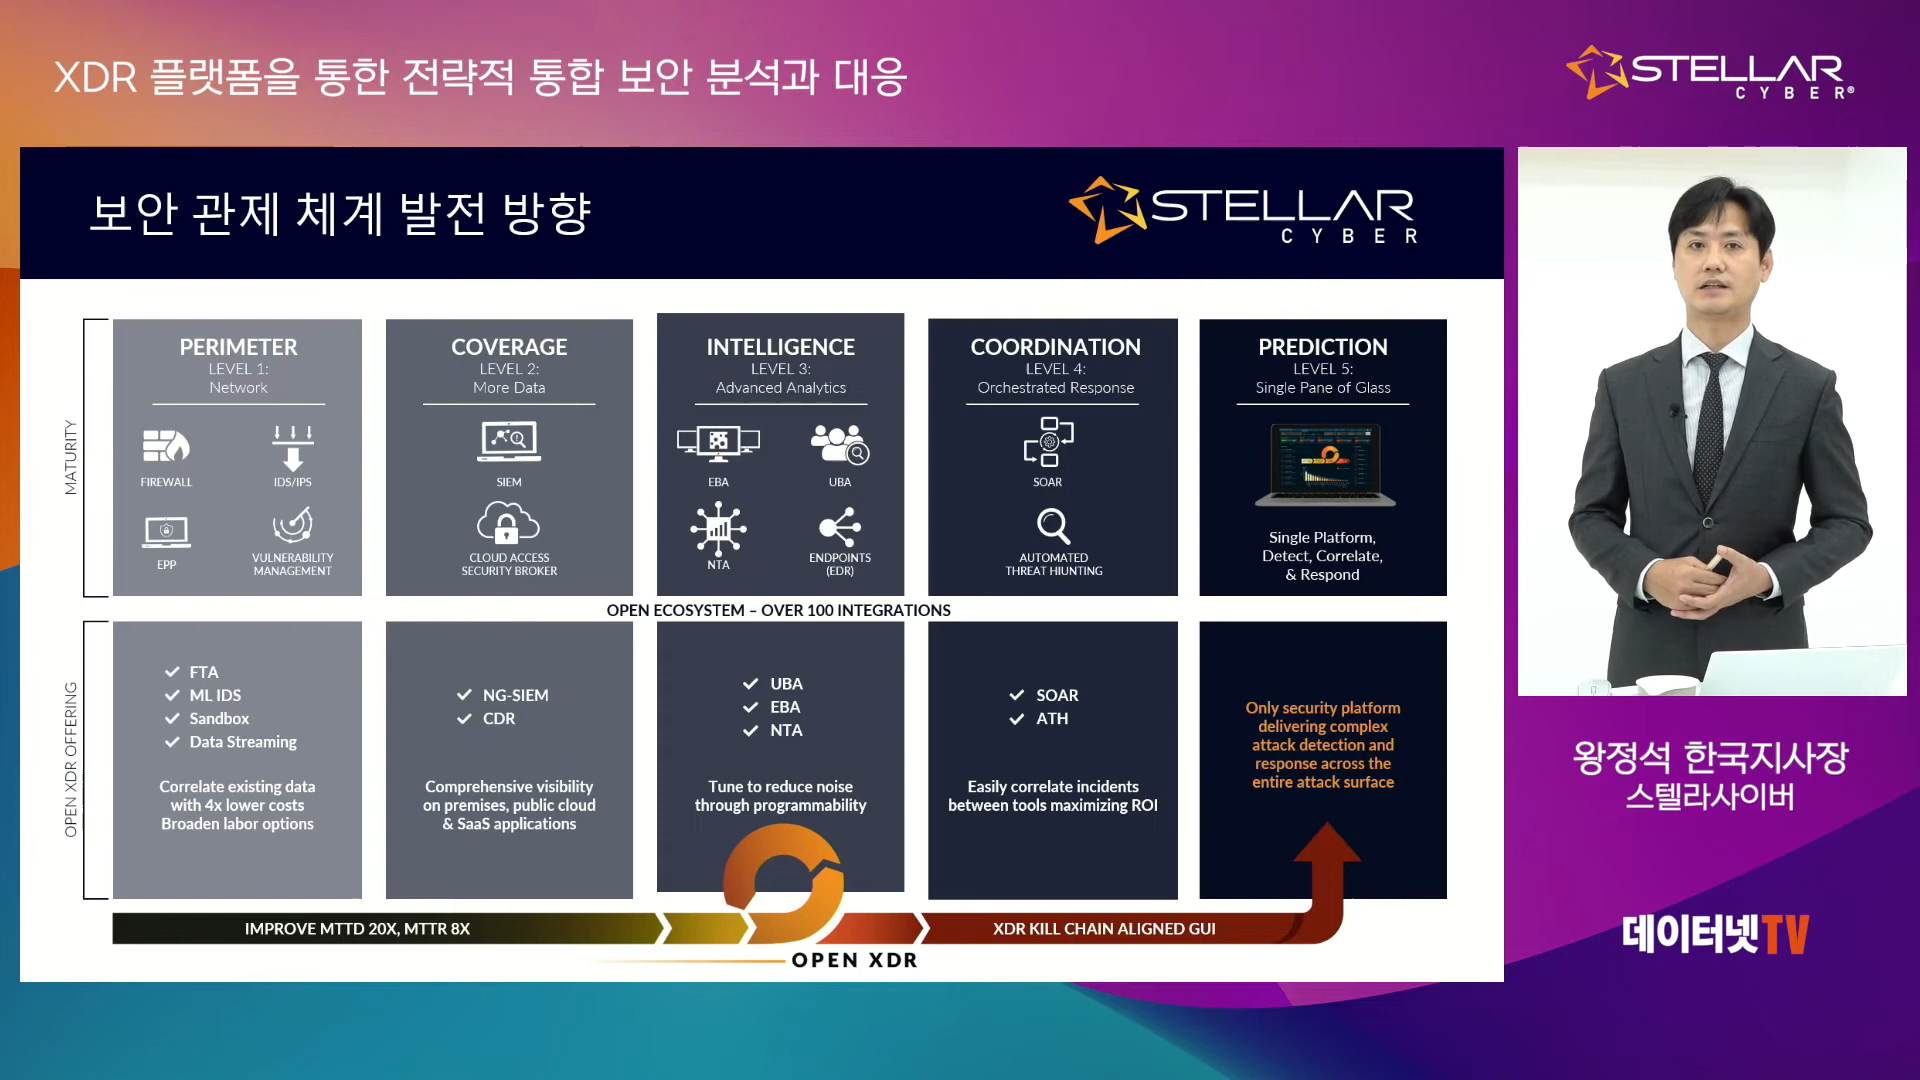 XDR 플랫폼을 통한 전략적 통합 보안 분석과 대응
STELLAR
CYBER®
보안 관제 체계 발전 방향
STELLAR
CYBER
MATURITY
PERIMETER
LEVEL 1:
Network
FIREWALL
IDS/IPS
EPP
VULNERABILITY
MANAGEMENT
COVERAGE
LEVEL 2:
More Data
SIEM
CLOUD ACCESS
SECURITY BROKER
INTELLIGENCE
LEVEL 3:
Advanced Analytics
EBA
UBA
NTA
ENDPOINTS
(EDR)
COORDINATION
LEVEL 4:
Orchestrated Response
SOAR
AUTOMATED
THREAT HIUNTING
PREDICTION
LEVEL 5:
Single Pane of Glass
Single Platform,
Detect, Correlate,
& Respond
OPEN ECOSYSTEM – OVER 100 INTEGRATIONS
OPEN XDR OFFERING
FTA
ML IDS
Sandbox
Data Streaming
Correlate existing data
with 4x lower costs
Broaden labor options
NG-SIEM
CDR
Comprehensive visibility
on premises, public cloud
& SaaS applications
UBA
EBA
NTA
Tune to reduce noise
through programmability
SOAR
ATH
Easily correlate incidents
between tools maximizing ROI
Only security platform
delivering complex
attack detection and
response across the
entire attack surface
IMPROVE MTTD 20X, MTTR 8X
XDR KILL CHAIN ALIGNED GUI
OPEN XDR
왕정석 한국지사장
스텔라사이버
데이터넷TV